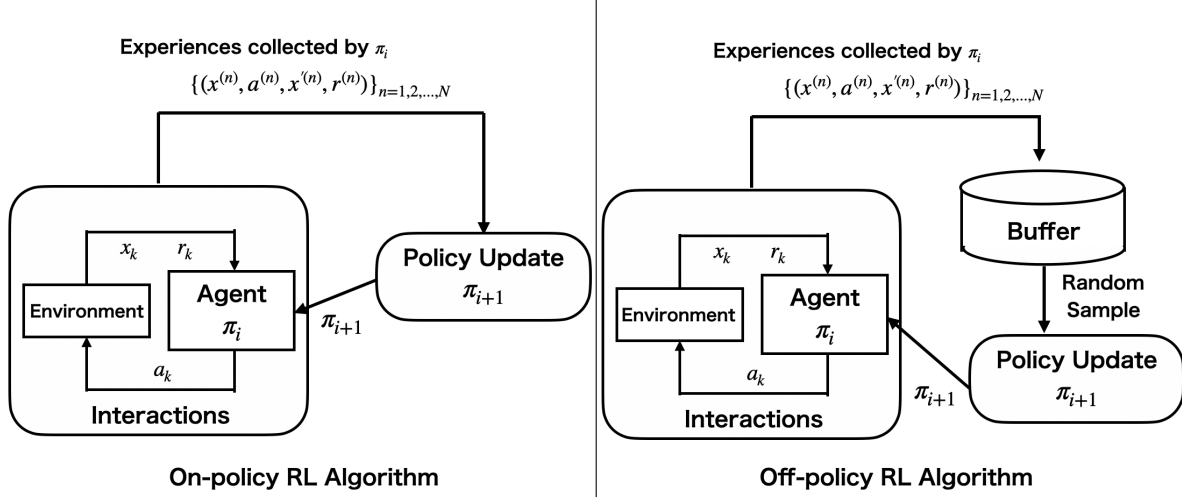 Experiences collected by π_i
{(x^(n), a^(n), x'^(n), r^(n))}_{n=1,2,...,N}
x_k r_k
Environment
Agent
π_i
a_k
Interactions
Policy Update
π_{i+1}
π_{i+1}
On-policy RL Algorithm
Experiences collected by π_i
{(x^(n), a^(n), x'^(n), r^(n))}_{n=1,2,...,N}
Buffer
Random
Sample
x_k r_k
Environment
Agent
π_i
a_k
Interactions
Policy Update
π_{i+1}
π_{i+1}
Off-policy RL Algorithm